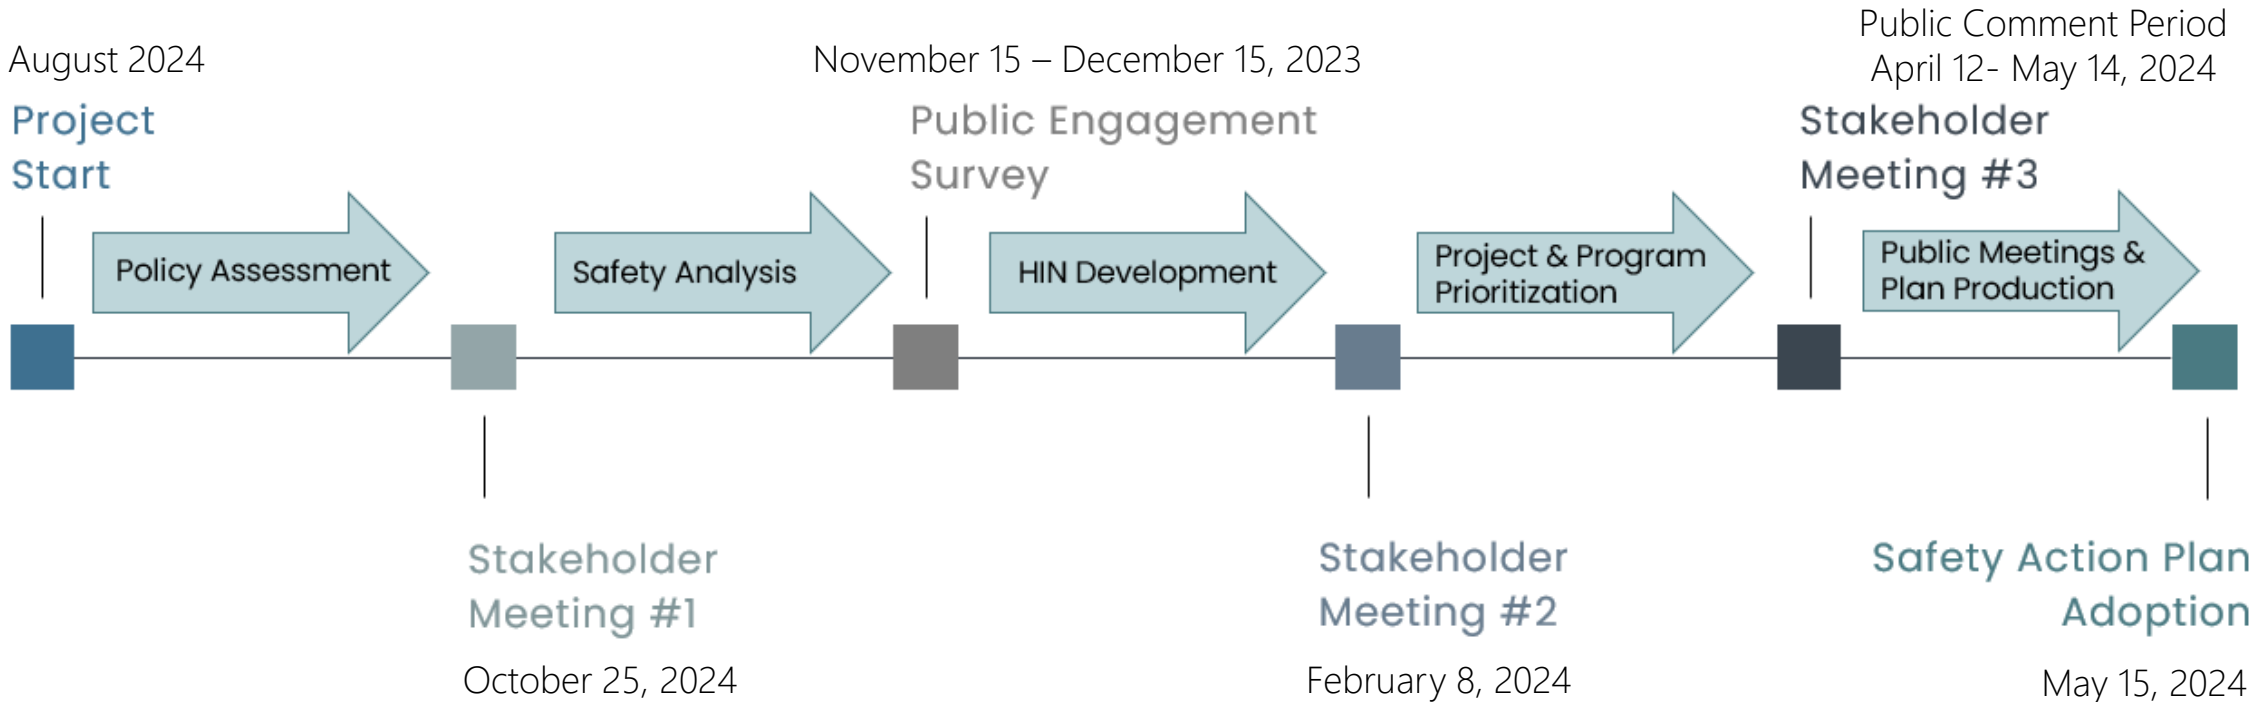 August 2024
Project
Start
Policy Assessment
Stakeholder
Meeting #1
October 25, 2024
Safety Analysis
November 15 – December 15, 2023
Public Engagement
Survey
HIN Development
Stakeholder
Meeting #2
February 8, 2024
Project & Program
Prioritization
Public Comment Period
April 12- May 14, 2024
Stakeholder
Meeting #3
Public Meetings &
Plan Production
Safety Action Plan
Adoption
May 15, 2024